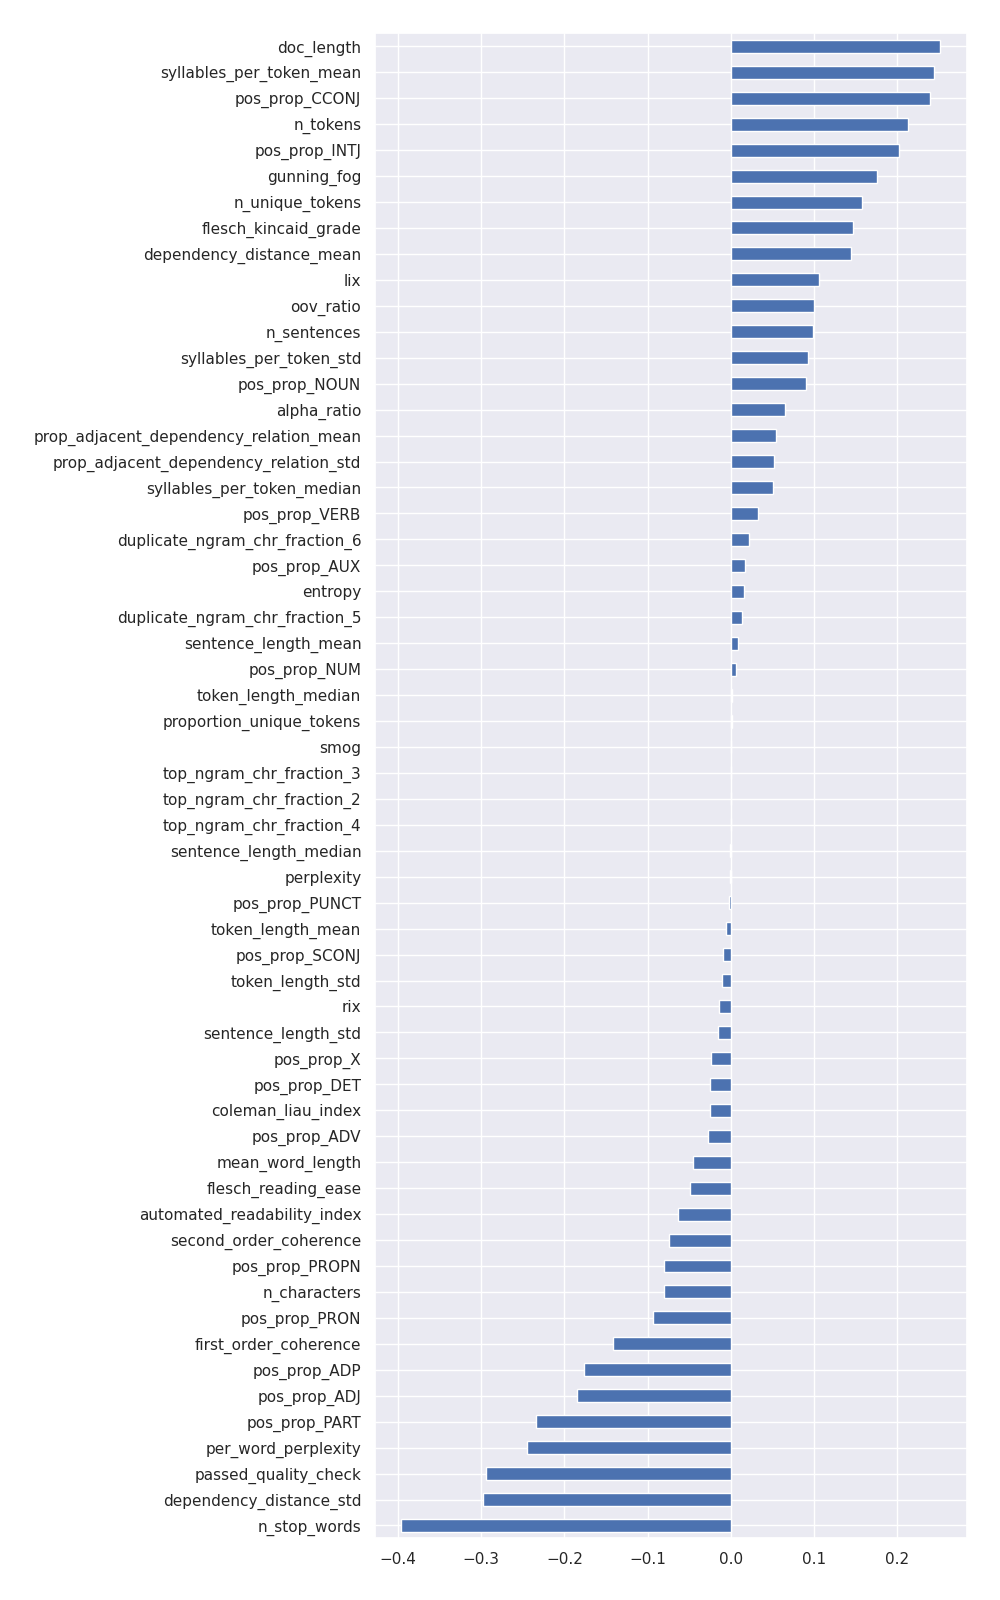 doc_length
syllables_per_token_mean
pos_prop_CCONJ
n_tokens
pos_prop_INTJ
gunning_fog
n_unique_tokens
flesch_kincaid_grade
dependency_distance_mean
lix
oov_ratio
n_sentences
syllables_per_token_std
pos_prop_NOUN
alpha_ratio
prop_adjacent_dependency_relation_mean
prop_adjacent_dependency_relation_std
syllables_per_token_median
pos_prop_VERB
duplicate_ngram_chr_fraction_6
pos_prop_AUX
entropy
duplicate_ngram_chr_fraction_5
sentence_length_mean
pos_prop_NUM
token_length_median
proportion_unique_tokens
smog
top_ngram_chr_fraction_3
top_ngram_chr_fraction_2
top_ngram_chr_fraction_4
sentence_length_median
perplexity
pos_prop_PUNCT
token_length_mean
pos_prop_SCONJ
token_length_std
rix
sentence_length_std
pos_prop_X
pos_prop_DET
coleman_liau_index
pos_prop_ADV
mean_word_length
flesch_reading_ease
automated_readability_index
second_order_coherence
pos_prop_PROPN
n_characters
pos_prop_PRON
first_order_coherence
pos_prop_ADP
pos_prop_ADJ
pos_prop_PART
per_word_perplexity
passed_quality_check
dependency_distance_std
n_stop_words
−0.4 −0.3 −0.2 −0.1 0.0 0.1 0.2